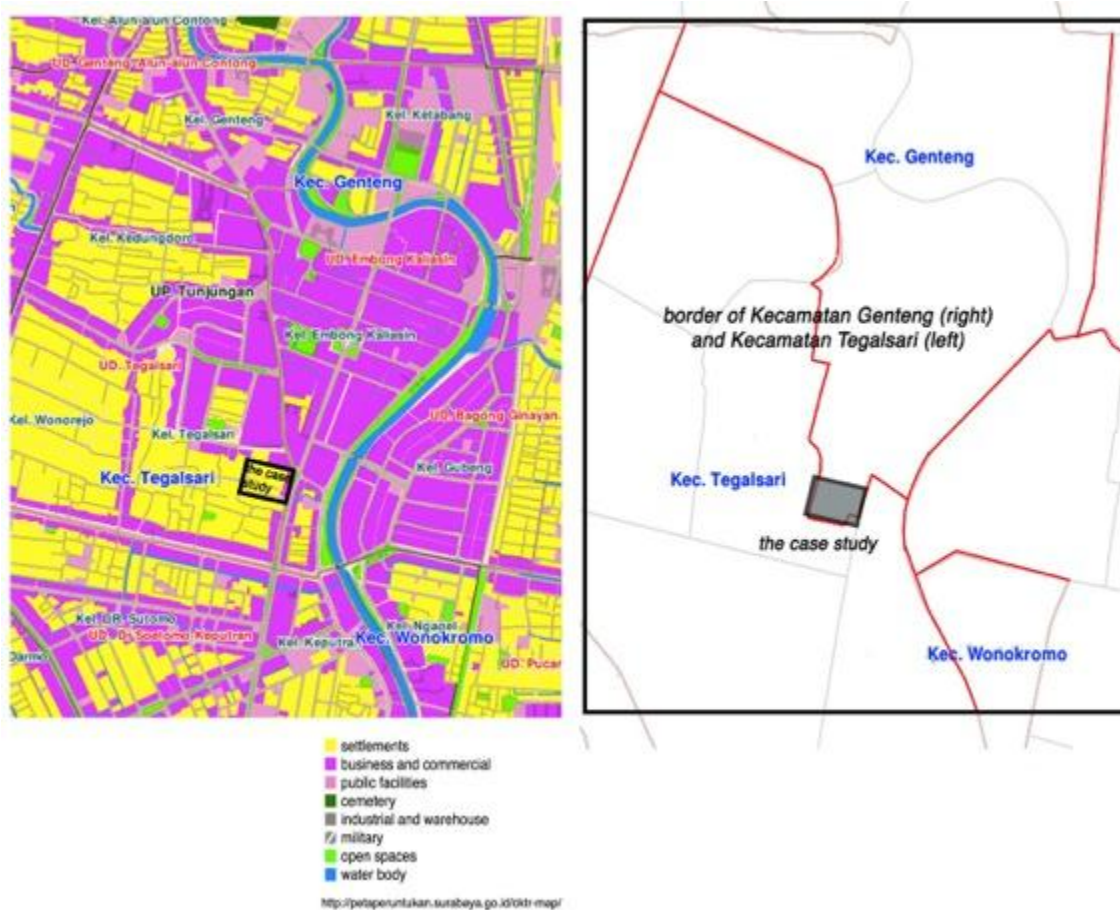 Kel. Alun-alun Contong
UD. Genteng Alun-alun Contong
Kel. Genteng
Kel. Ketabang
Kec. Genteng
Kel. Kedungdoro
UD. Embong Kaliasin
UP. Tunjungan
Kel. Embong Kaliasin
UD. Tegalsari
Kel. Wonorejo
Kel. Tegalsari
UD. Bagong Ginayan
Kel. Gubeng
Kec. Tegalsari
the case
study
Kel. DR. Sutomo
UD. Dr Soetomo Keputran
Kel. Keputra
Kel. Ngagel
Kec. Wonokromo
Darmo
UD. Pucan
Kec. Genteng
border of Kecamatan Genteng (right)
and Kecamatan Tegalsari (left)
Kec. Tegalsari
the case study
Kec. Wonokromo
settlements
business and commercial
public facilities
cemetery
industrial and warehouse
military
open spaces
water body
http://petaperuntukan.surabaya.go.id/cktr-map/